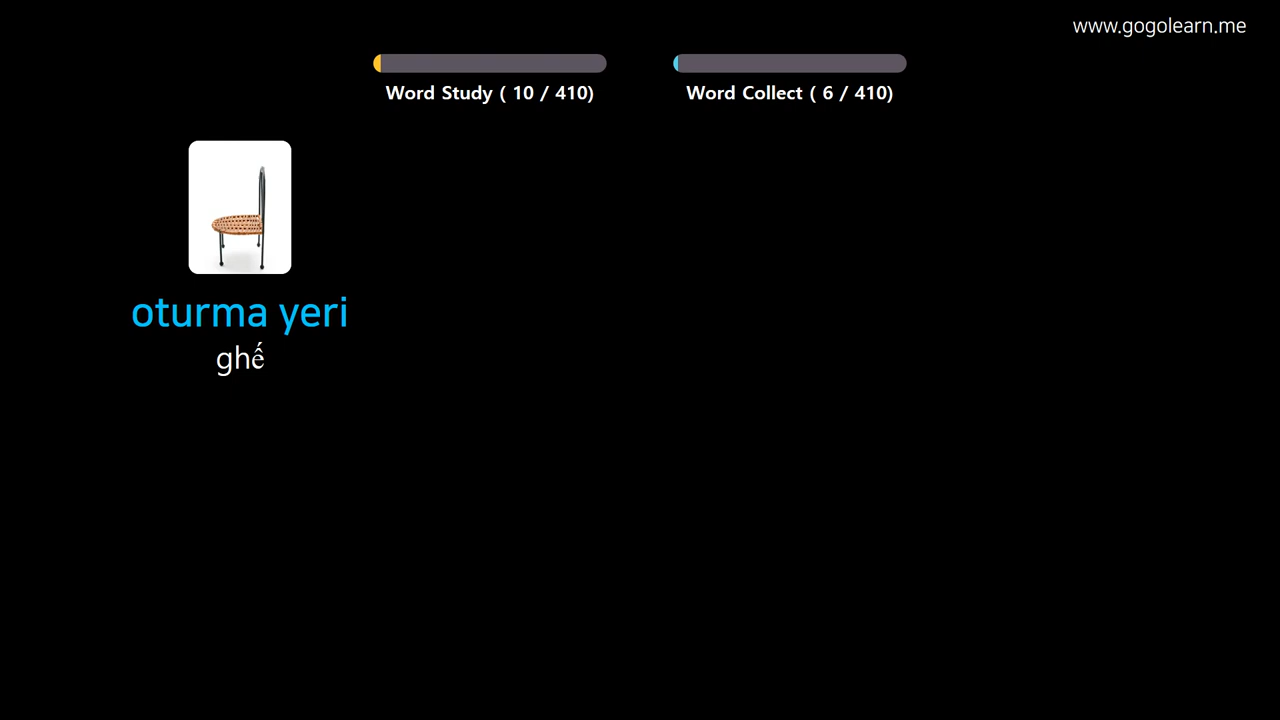 www.gogolearn.me
Word Study ( 10 / 410)
Word Collect ( 6 / 410)
oturma yeri
ghế